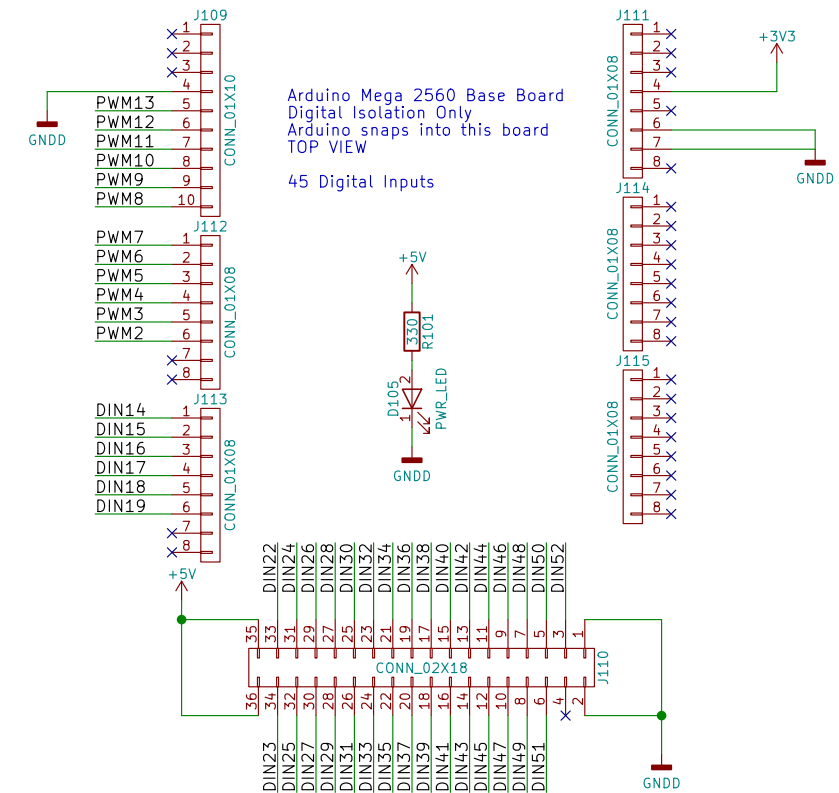 J109
1
2
3
4
PWM13 5
PWM12 6
PWM11 7
PWM10 8
PWM9 9
PWM8 10
CONN_01X10
GNDD
J112
PWM7 1
PWM6 2
PWM5 3
PWM4 4
PWM3 5
PWM2 6
7
8
CONN_01X08
J113
DIN14 1
DIN15 2
DIN16 3
DIN17 4
DIN18 5
DIN19 6
7
8
CONN_01X08
Arduino Mega 2560 Base Board
Digital Isolation Only
Arduino snaps into this board
TOP VIEW
45 Digital Inputs
+5V
330
R101
D105
2
1
PWR_LED
GNDD
J111
1
2
3
4
5
6
7
8
CONN_01X08
+3V3
GNDD
J114
1
2
3
4
5
6
7
8
CONN_01X08
J115
1
2
3
4
5
6
7
8
CONN_01X08
+5V
DIN22
DIN24
DIN26
DIN28
DIN30
DIN32
DIN34
DIN36
DIN38
DIN40
DIN42
DIN44
DIN46
DIN48
DIN50
DIN52
35
33
31
29
27
25
23
21
19
17
15
13
11
9
7
5
3
1
CONN_02X18
J110
36
34
32
30
28
26
24
22
20
18
16
14
12
10
8
6
4
2
DIN23
DIN25
DIN27
DIN29
DIN31
DIN33
DIN35
DIN37
DIN39
DIN41
DIN43
DIN45
DIN47
DIN49
DIN51
GNDD